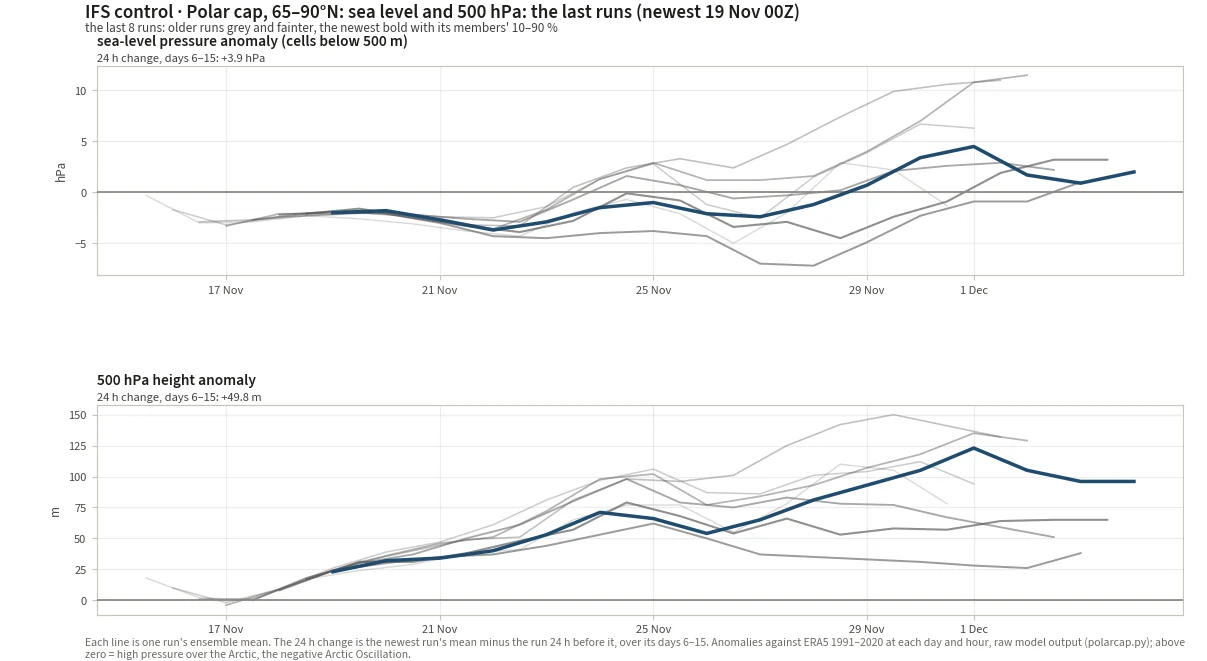 IFS control · Polar cap, 65–90°N: sea level and 500 hPa: the last runs (newest 19 Nov 00Z)
the last 8 runs: older runs grey and fainter, the newest bold with its members' 10–90 %
sea-level pressure anomaly (cells below 500 m)
24 h change, days 6–15: +3.9 hPa
10
5
0
−5
hPa
17 Nov
21 Nov
25 Nov
29 Nov
1 Dec
500 hPa height anomaly
24 h change, days 6–15: +49.8 m
150
125
100
75
50
25
0
m
17 Nov
21 Nov
25 Nov
29 Nov
1 Dec
Each line is one run's ensemble mean. The 24 h change is the newest run's mean minus the run 24 h before it, over its days 6–15. Anomalies against ERA5 1991–2020 at each day and hour, raw model output (polarcap.py); above
zero = high pressure over the Arctic, the negative Arctic Oscillation.